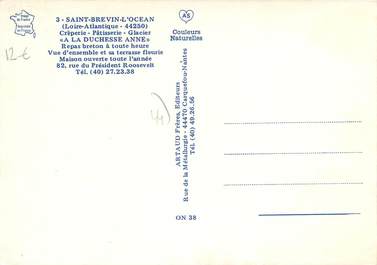 3 - SAINT-BREVIN-L'OCEAN
(Loire-Atlantique - 44250)
Crêperie - Pâtisserie - Glacier
«A LA DUCHESSE ANNE»
Repas breton à toute heure
Vue d'ensemble et sa terrasse fleurie
Maison ouverte toute l'année
82, rue du Président Roosevelt
Tél. (40) 27.23.38
12 €
AS
Couleurs
Naturelles
ARTAUD Frères, Editeurs
Rue de la Métallurgie - 44470 Carquefou-Nantes
Tél. (40) 49.26.56
ON 38